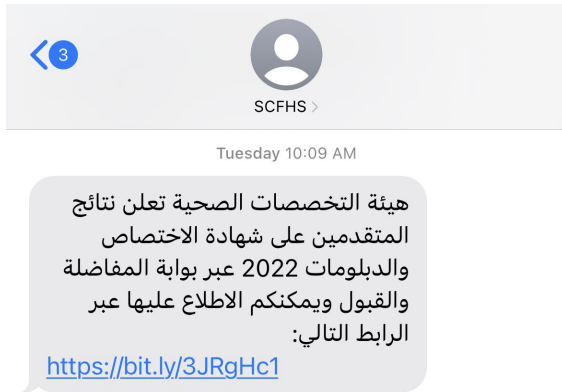 3
SCFHS
Tuesday 10:09 AM
هيئة التخصصات الصحية تعلن نتائج
المتقدمين على شهادة الاختصاص
والدبلومات 2022 عبر بوابة المفاضلة
والقبول ويمكنكم الاطلاع عليها عبر
الرابط التالي:
https://bit.ly/3JRgHc1